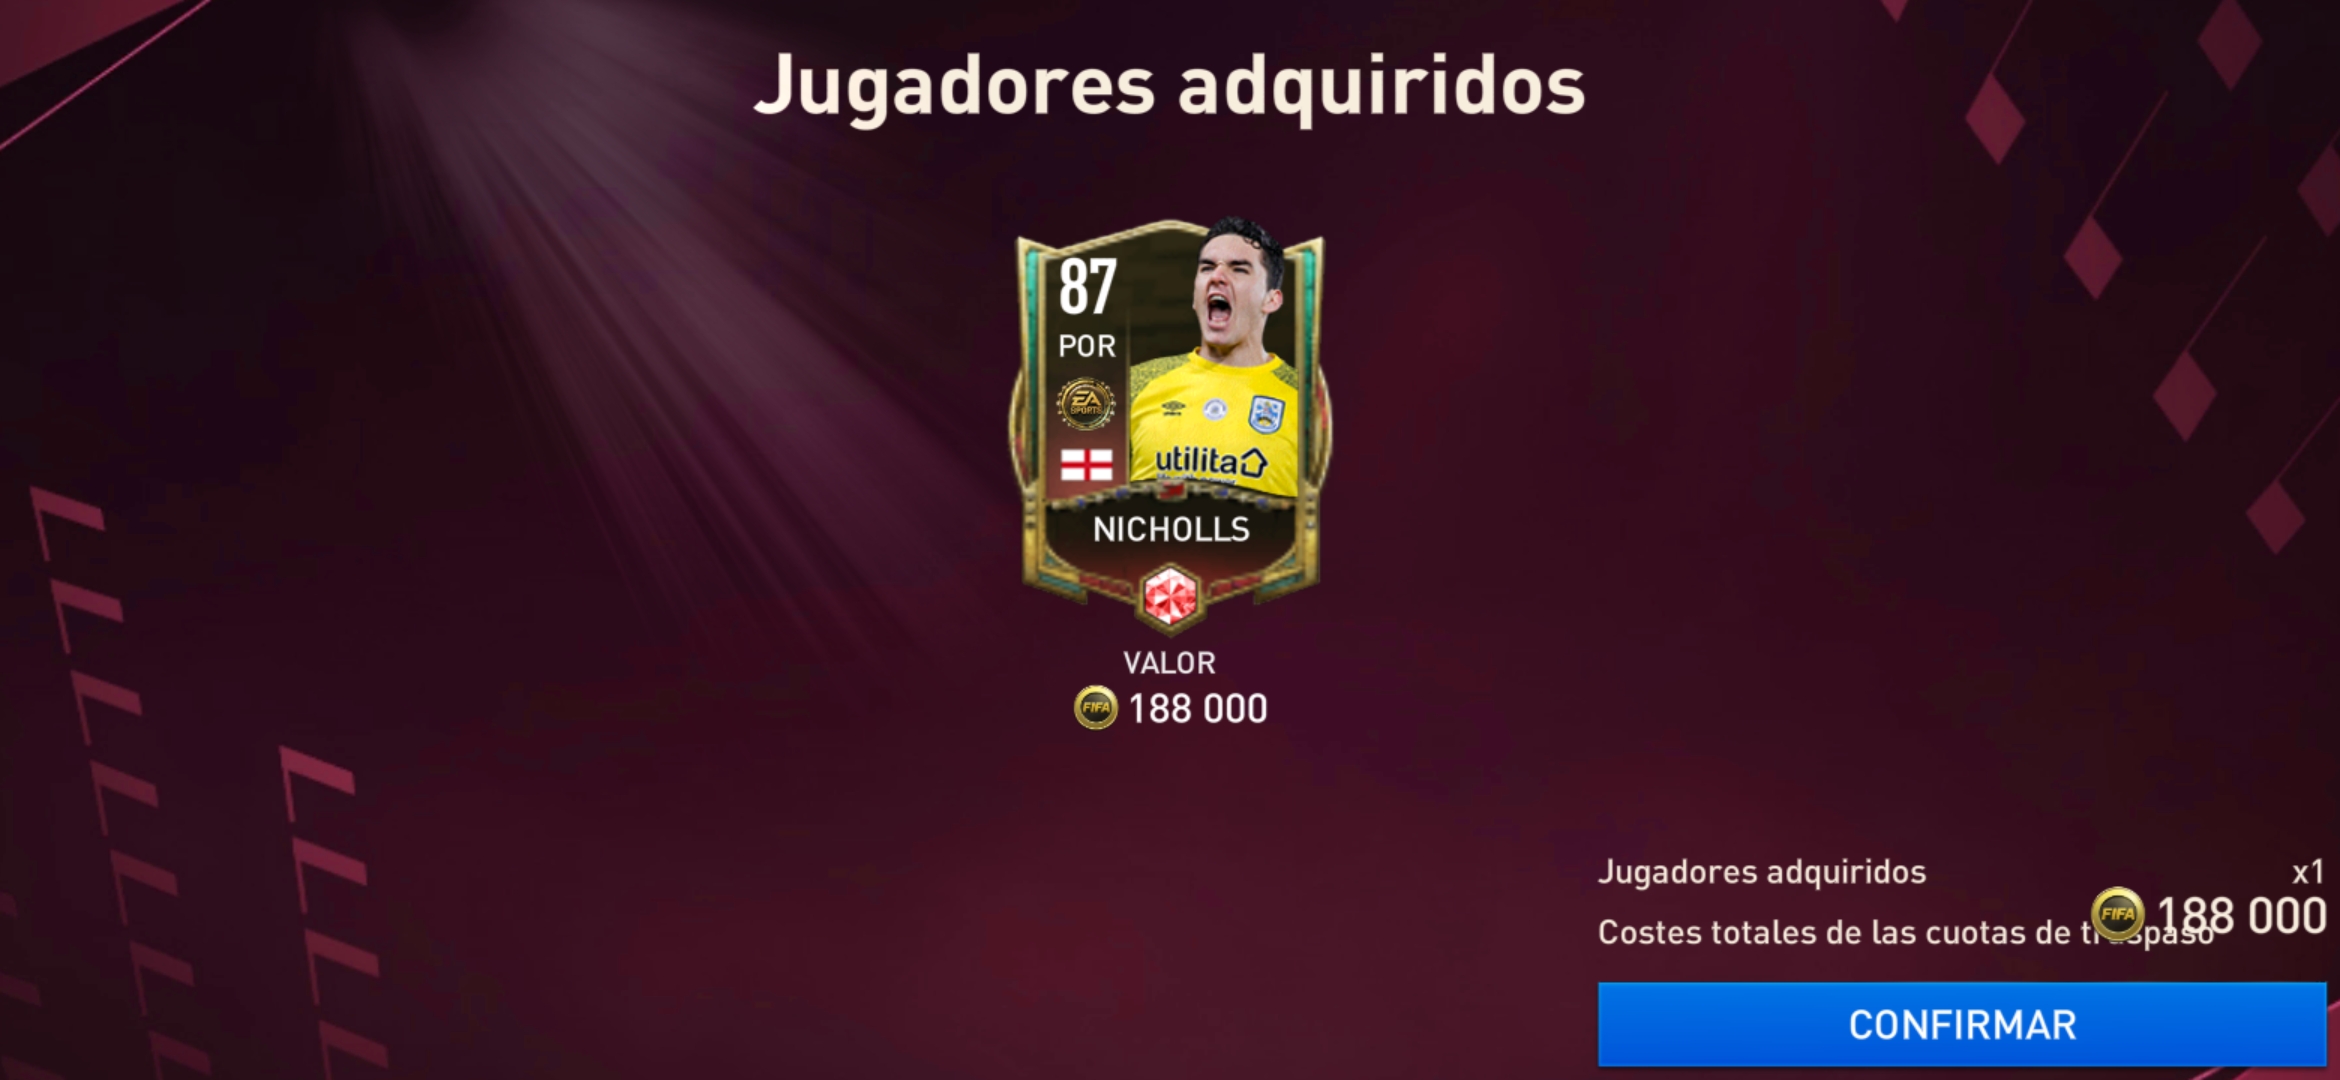 Jugadores adquiridos
87
POR
EA
SPORTS
utilita
NICHOLLS
VALOR
FIFA 188 000
Jugadores adquiridos x1
Costes totales de las cuotas de traspaso FIFA 188 000
CONFIRMAR